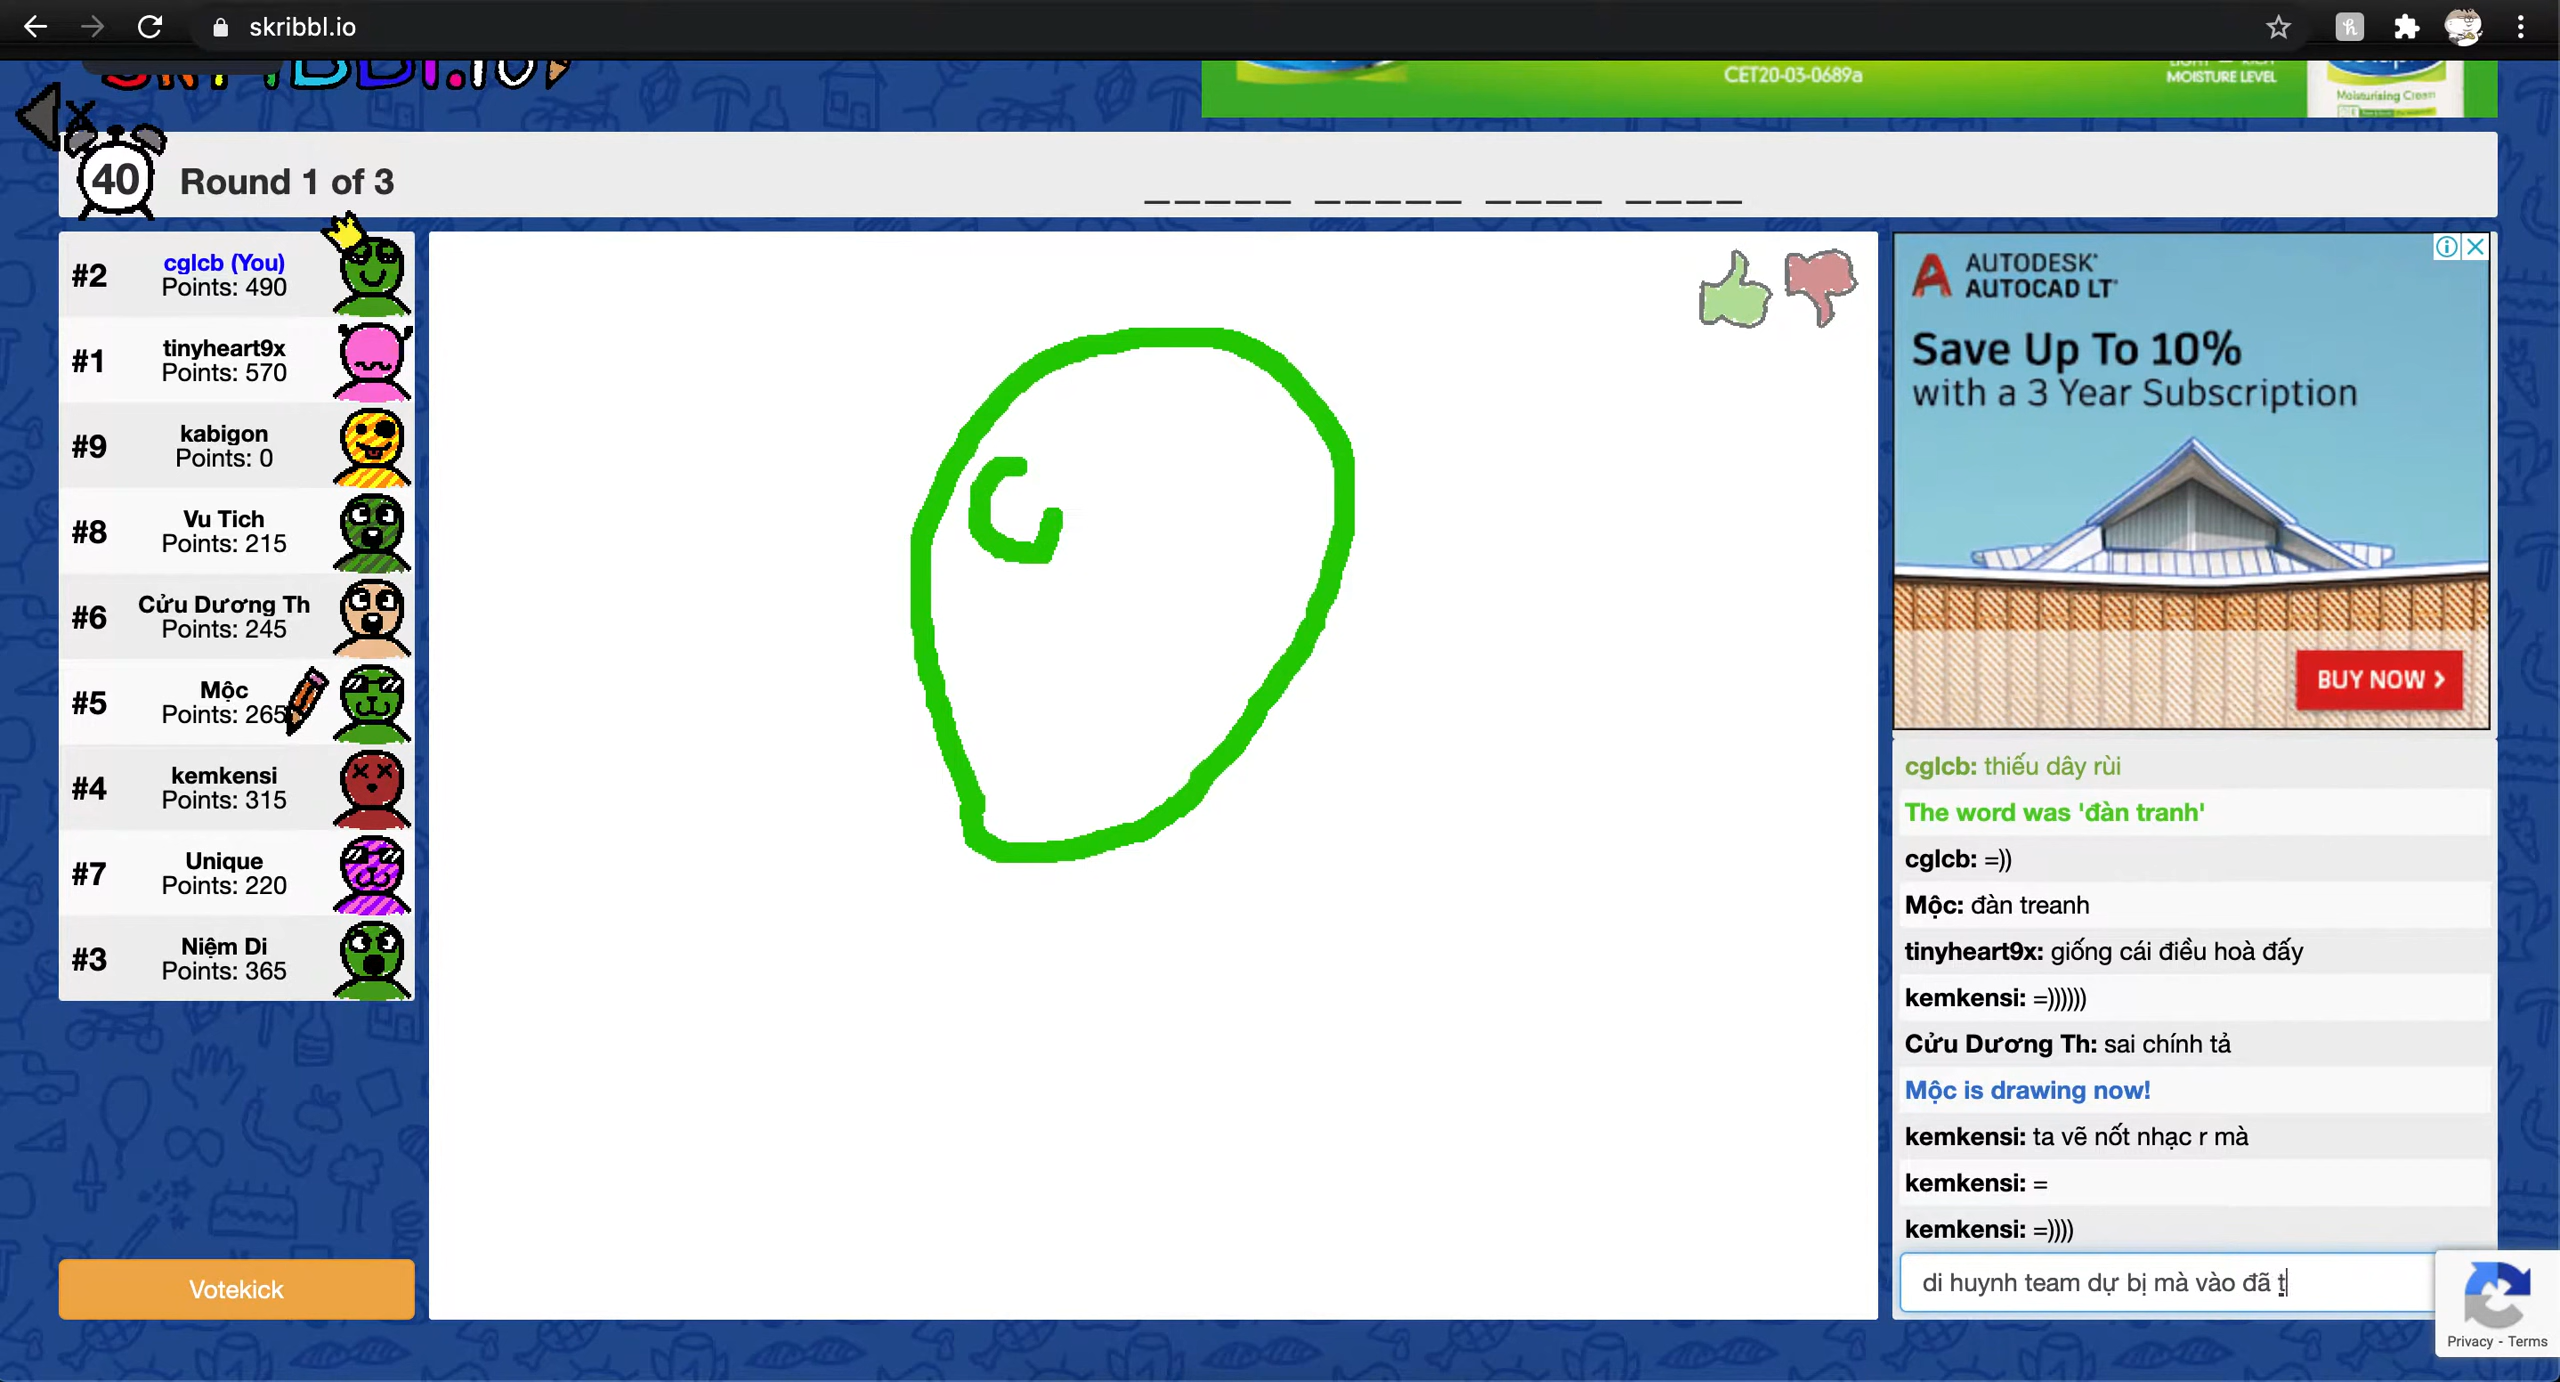 skribbl.io
CET20-03-0689a
MOISTURE LEVEL
Moisturising Cream
40
Round 1 of 3
_____ _____ ____ ____
#2
cglcb (You)
Points: 490
#1
tinyheart9x
Points: 570
#9
kabigon
Points: 0
#8
Vu Tich
Points: 215
#6
Cửu Dương Th
Points: 245
#5
Mộc
Points: 265
#4
kemkensi
Points: 315
#7
Unique
Points: 220
#3
Niệm Di
Points: 365
Votekick
AUTODESK®
AUTOCAD LT®
Save Up To 10%
with a 3 Year Subscription
BUY NOW >
cglcb: thiếu dây rùi
The word was 'đàn tranh'
cglcb: =))
Mộc: đàn treanh
tinyheart9x: giống cái điều hoà đấy
kemkensi: =))))))
Cửu Dương Th: sai chính tả
Mộc is drawing now!
kemkensi: ta vẽ nốt nhạc r mà
kemkensi: =
kemkensi: =))))
di huynh team dự bị mà vào đã t
Privacy - Terms